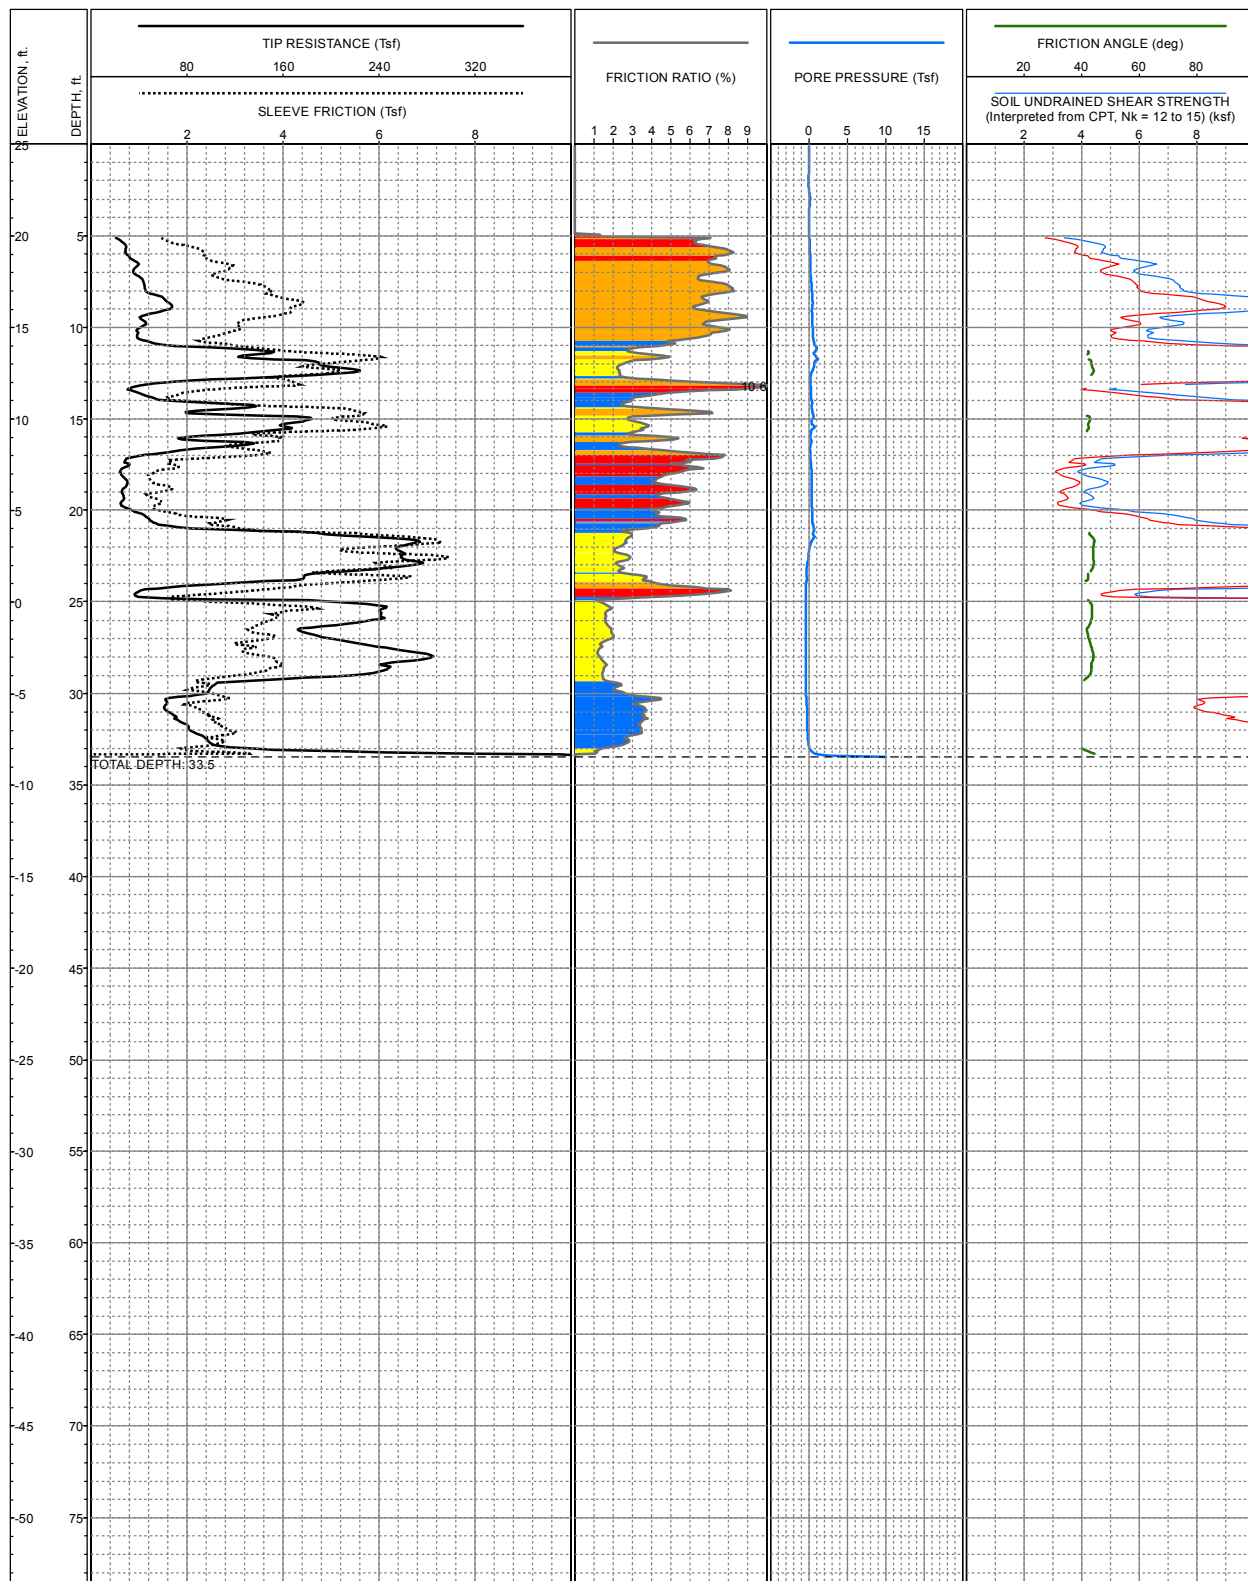 ELEVATION, ft.
DEPTH, ft.
TIP RESISTANCE (Tsf)
80 160 240 320
SLEEVE FRICTION (Tsf)
2 4 6 8
FRICTION RATIO (%)
1 2 3 4 5 6 7 8 9
PORE PRESSURE (Tsf)
0 5 10 15
FRICTION ANGLE (deg)
20 40 60 80
SOIL UNDRAINED SHEAR STRENGTH
(Interpreted from CPT, Nk = 12 to 15) (ksf)
2 4 6 8
25
20 5
15 10
10.6
10 15
5 20
0 25
-5 30
TOTAL DEPTH: 33.5
-10 35
-15 40
-20 45
-25 50
-30 55
-35 60
-40 65
-45 70
-50 75